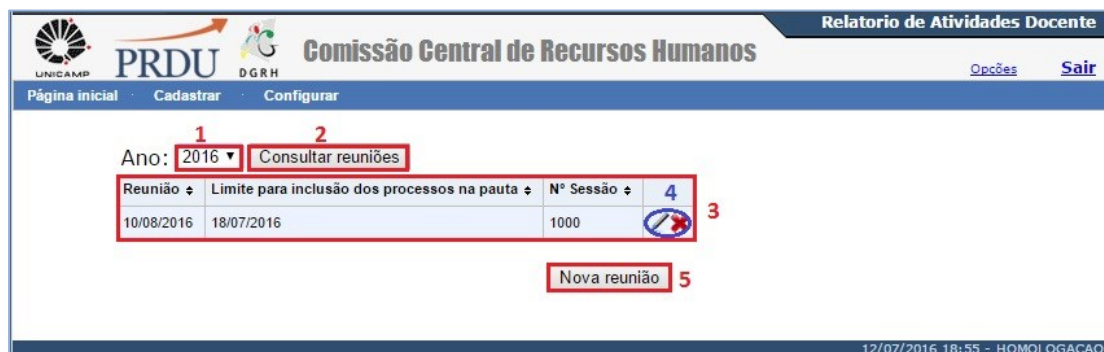 Relatorio de Atividades Docente
UNICAMP
PRDU
DGRH
Comissão Central de Recursos Humanos
Opcões
Sair
Página inicial · Cadastrar · Configurar
1 2
Ano: 2016 Consultar reuniões
Reunião Limite para inclusão dos processos na pauta Nº Sessão 4
3
10/08/2016 18/07/2016 1000
Nova reunião 5
12/07/2016 18:55 - HOMOLOGACAO